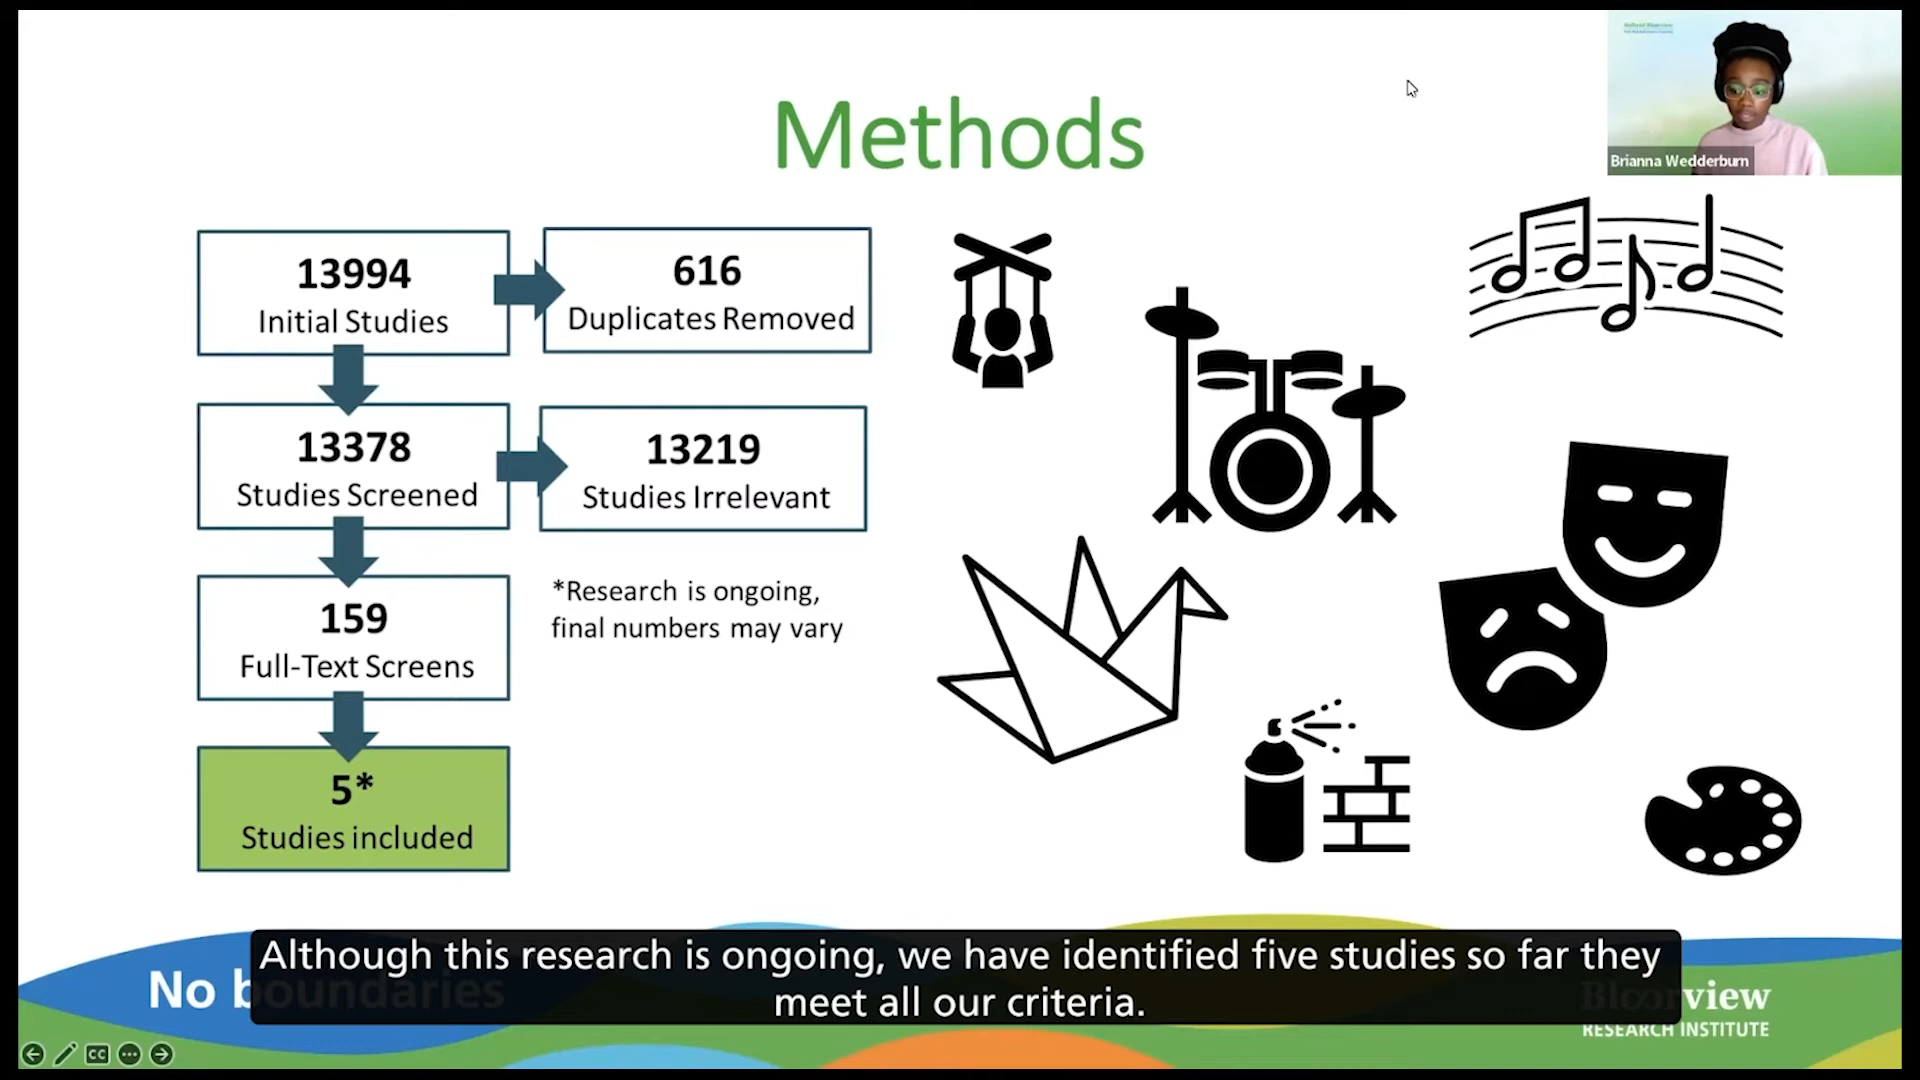 Methods
Brianna Wedderburn
13994
Initial Studies
616
Duplicates Removed
13378
Studies Screened
13219
Studies Irrelevant
159
Full-Text Screens
*Research is ongoing,
final numbers may vary
5*
Studies included
Although this research is ongoing, we have identified five studies so far they
meet all our criteria.
No boundaries
Bloorview
RESEARCH INSTITUTE
CC